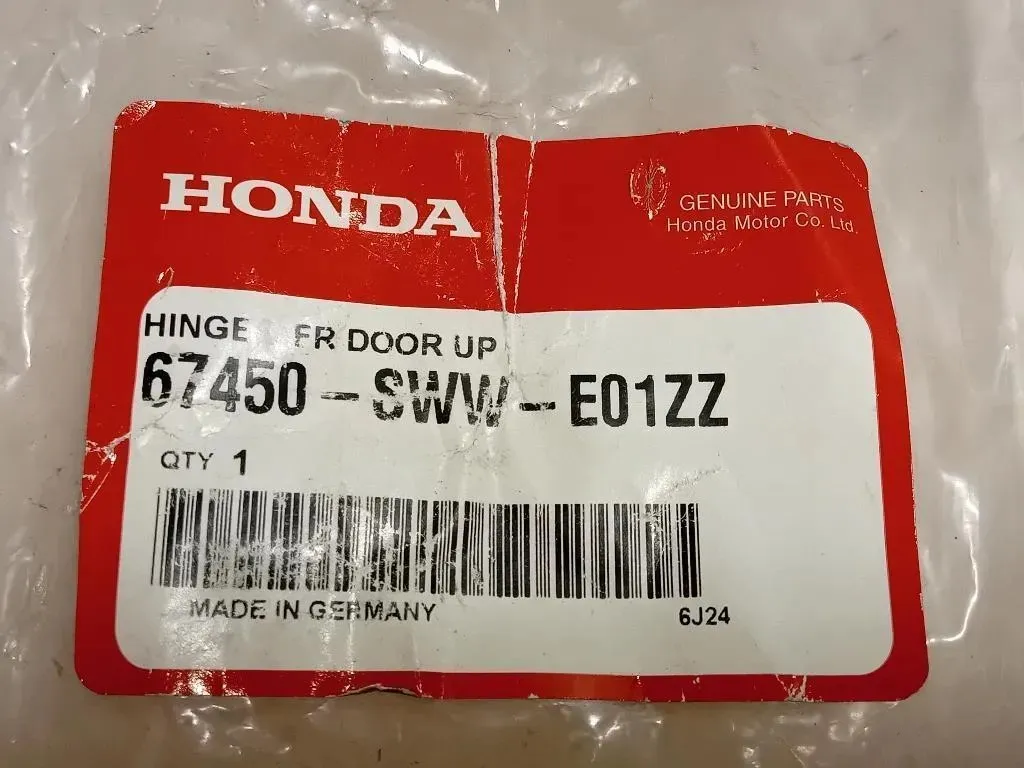 HONDA
GENUINE PARTS
Honda Motor Co. Ltd.
HINGE FR DOOR UP
67450-SWW-E01ZZ
QTY 1
MADE IN GERMANY
6J24